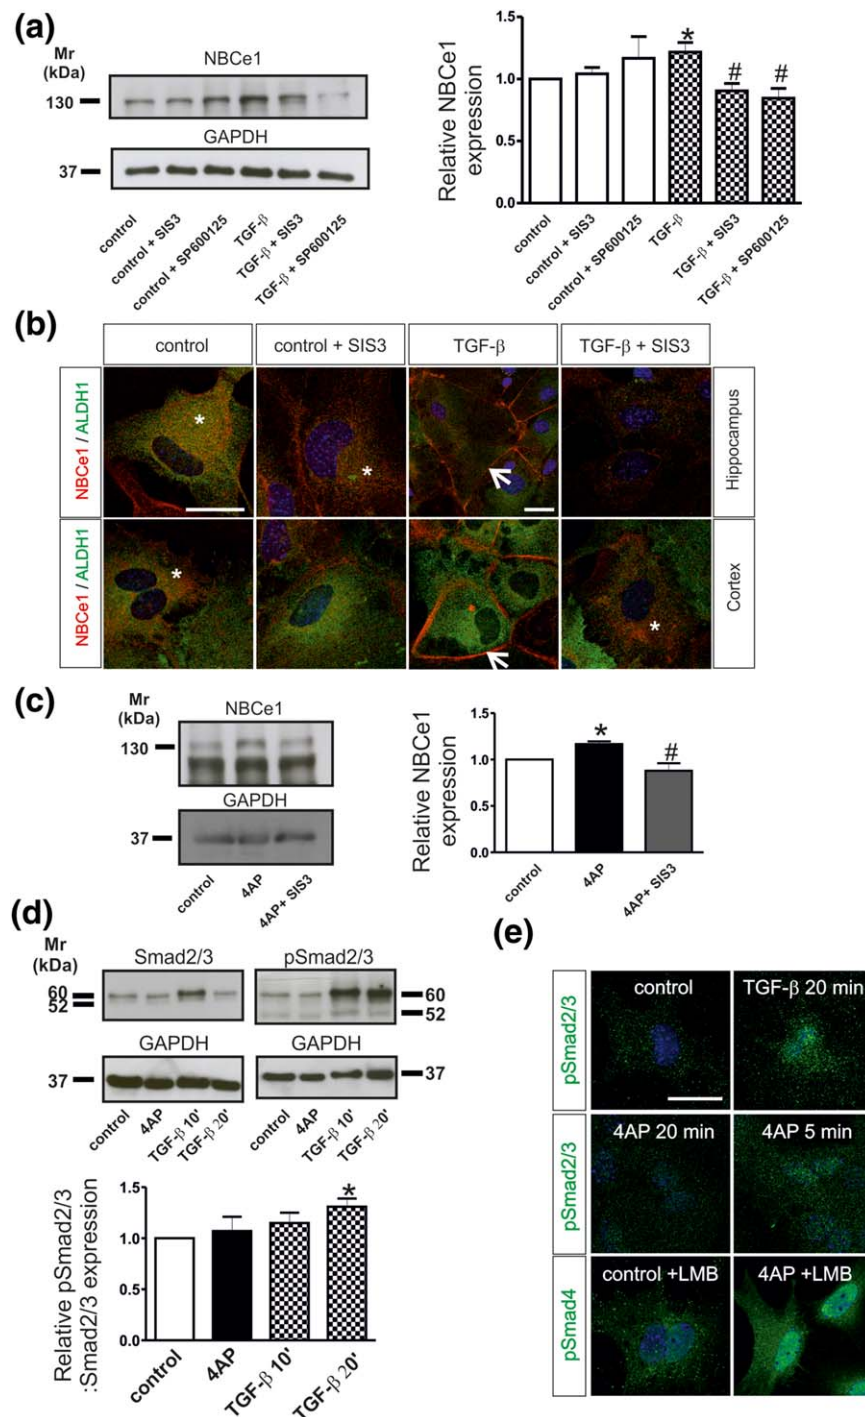 (a)
Mr
(kDa)
NBCe1
130
GAPDH
37
control
control + SIS3
control + SP600125
TGF-β
TGF-β + SIS3
TGF-β + SP600125
Relative NBCe1
expression
1.5
1.0
0.5
0.0
*
#
#
control
control + SIS3
control + SP600125
TGF-β
TGF-β + SIS3
TGF-β + SP600125
(b)
control
control + SIS3
TGF-β
TGF-β + SIS3
NBCe1 / ALDH1
*
*
Hippocampus
NBCe1 / ALDH1
*
*
Cortex
(c)
Mr
(kDa)
NBCe1
130
GAPDH
37
control
4AP
4AP+ SIS3
Relative NBCe1
expression
1.5
1.0
0.5
0.0
*
#
control
4AP
4AP+ SIS3
(d)
Mr
(kDa)
Smad2/3
pSmad2/3
60
52
60
52
GAPDH
GAPDH
37
37
control
4AP
TGF-β 10'
TGF-β 20'
control
4AP
TGF-β 10'
TGF-β 20'
Relative pSmad2/3
:Smad2/3 expression
1.5
1.0
0.5
0.0
*
control
4AP
TGF-β 10'
TGF-β 20'
(e)
pSmad2/3
control
TGF-β 20 min
pSmad2/3
4AP 20 min
4AP 5 min
pSmad4
control +LMB
4AP +LMB